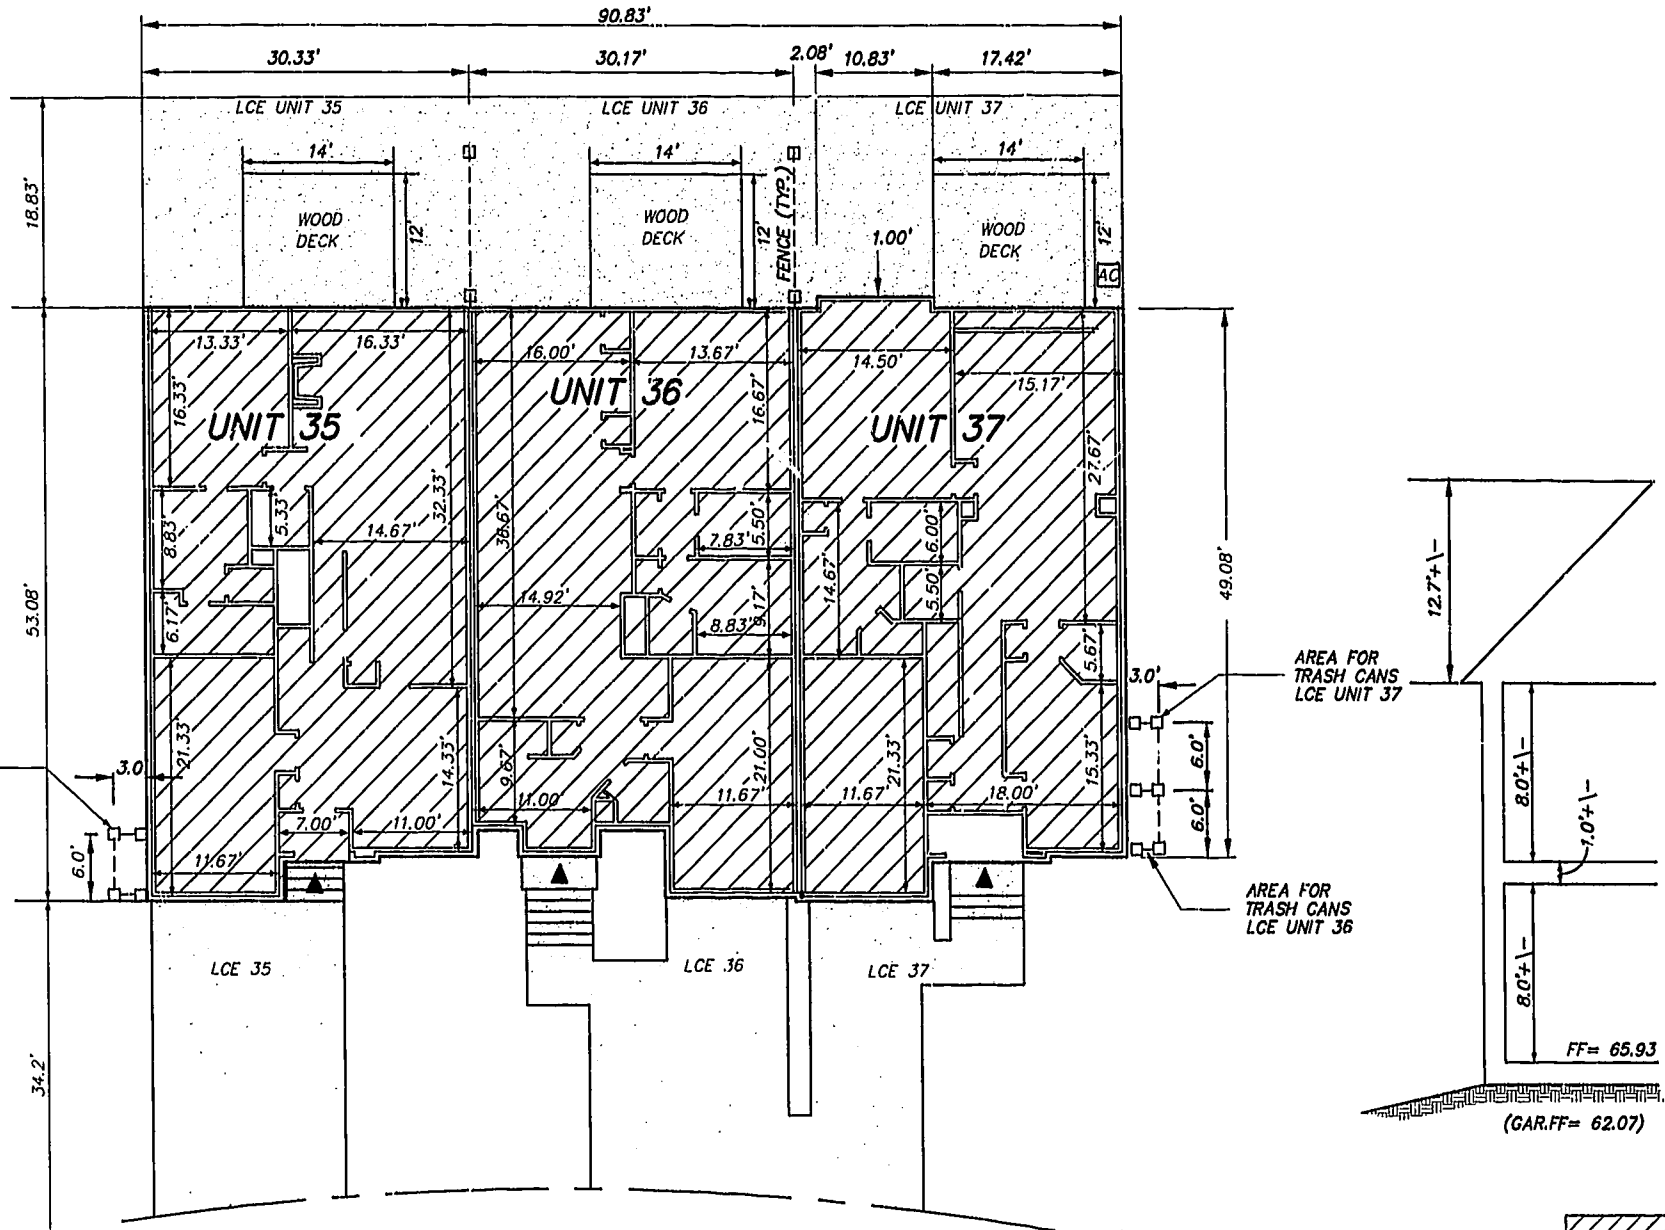 90.83'
30.33'
30.17'
2.08'
10.83'
17.42'
LCE UNIT 35
LCE UNIT 36
LCE UNIT 37
14'
14'
14'
18.83'
WOOD
DECK
12'
WOOD
DECK
12'
FENCE (TYP.)
1.00'
WOOD
DECK
12'
AC
13.33'
16.33'
16.00'
13.67'
14.50'
15.17'
16.33'
UNIT 35
UNIT 36
16.67'
UNIT 37
27.67'
8.83
5.33'
14.67'
32.33'
36.67'
7.83'
5.50'
14.67'
6.00'
5.50'
49.08'
53.08'
6.17'
14.92'
8.83'
9.17'
5.67'
21.33'
14.33'
9.67'
21.00'
21.33'
15.33'
3.0
6.0'
11.67'
7.00'
11.00'
11.00'
11.67'
11.67'
18.00'
3.0'
6.0'
6.0'
AREA FOR
TRASH CANS
LCE UNIT 37
AREA FOR
TRASH CANS
LCE UNIT 36
LCE 35
LCE 36
LCE 37
34.2'
12.7'+\-
8.0'+\-
1.0'+\-
8.0'+\-
FF= 65.93
(GAR.FF= 62.07)